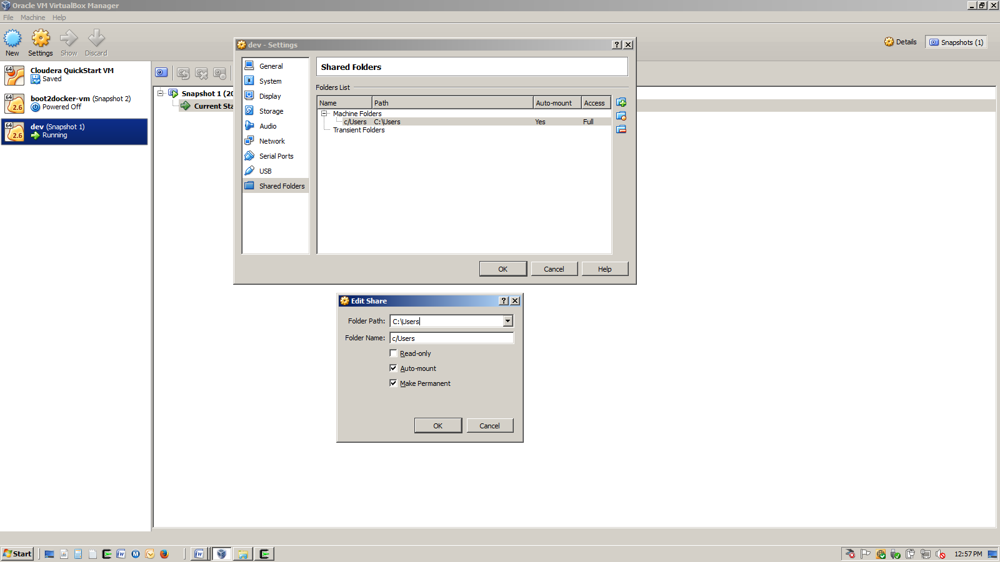 Oracle VM VirtualBox Manager
File Machine Help
New Settings Show Discard
Details Snapshots (1)
64 Cloudera QuickStart VM
Saved
64 2.6 boot2docker-vm (Snapshot 2)
Powered Off
64 2.6 dev (Snapshot 1)
Running
Snapshot 1 (20
Current Sta
dev - Settings
General
System
Display
Storage
Audio
Network
Serial Ports
USB
Shared Folders
Shared Folders
Folders List
Name Path Auto-mount Access
Machine Folders
c/Users C:\Users Yes Full
Transient Folders
OK Cancel Help
Edit Share
Folder Path: C:\Users
Folder Name: c/Users
Read-only
Auto-mount
Make Permanent
OK Cancel
Start 12:57 PM